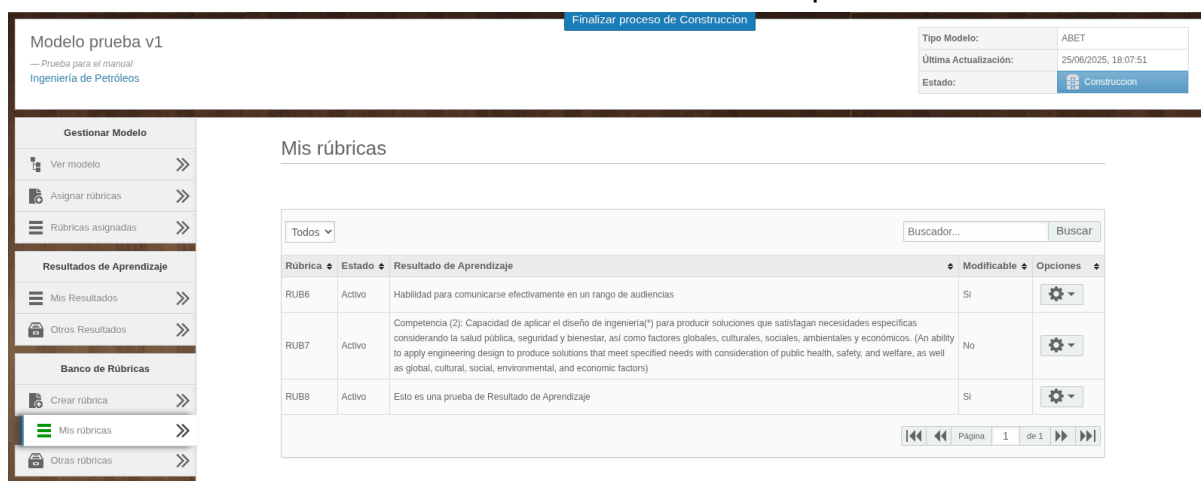 Finalizar proceso de Construccion
Modelo prueba v1
— Prueba para el manual
Ingeniería de Petróleos
Tipo Modelo: ABET
Última Actualización: 25/06/2025, 18:07:51
Estado: Construccion
Gestionar Modelo
Ver modelo
Asignar rúbricas
Rúbricas asignadas
Resultados de Aprendizaje
Mis Resultados
Otros Resultados
Banco de Rúbricas
Crear rúbrica
Mis rúbricas
Otras rúbricas
Mis rúbricas
Todos
Buscador... Buscar
Rúbrica Estado Resultado de Aprendizaje Modificable Opciones
RUB6 Activo Habilidad para comunicarse efectivamente en un rango de audiencias Si
RUB7 Activo Competencia (2): Capacidad de aplicar el diseño de ingeniería(*) para producir soluciones que satisfagan necesidades específicas
considerando la salud pública, seguridad y bienestar, así como factores globales, culturales, sociales, ambientales y económicos. (An ability
to apply engineering design to produce solutions that meet specified needs with consideration of public health, safety, and welfare, as well
as global, cultural, social, environmental, and economic factors) No
RUB8 Activo Esto es una prueba de Resultado de Aprendizaje Si
Página 1 de 1